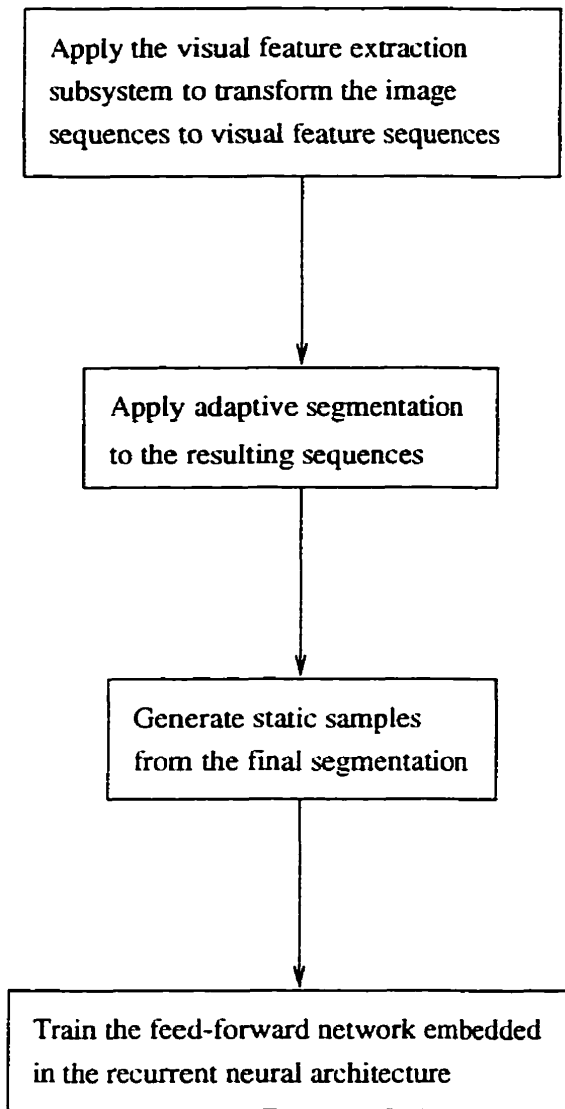 Apply the visual feature extraction
subsystem to transform the image
sequences to visual feature sequences
Apply adaptive segmentation
to the resulting sequences
Generate static samples
from the final segmentation
Train the feed-forward network embedded
in the recurrent neural architecture